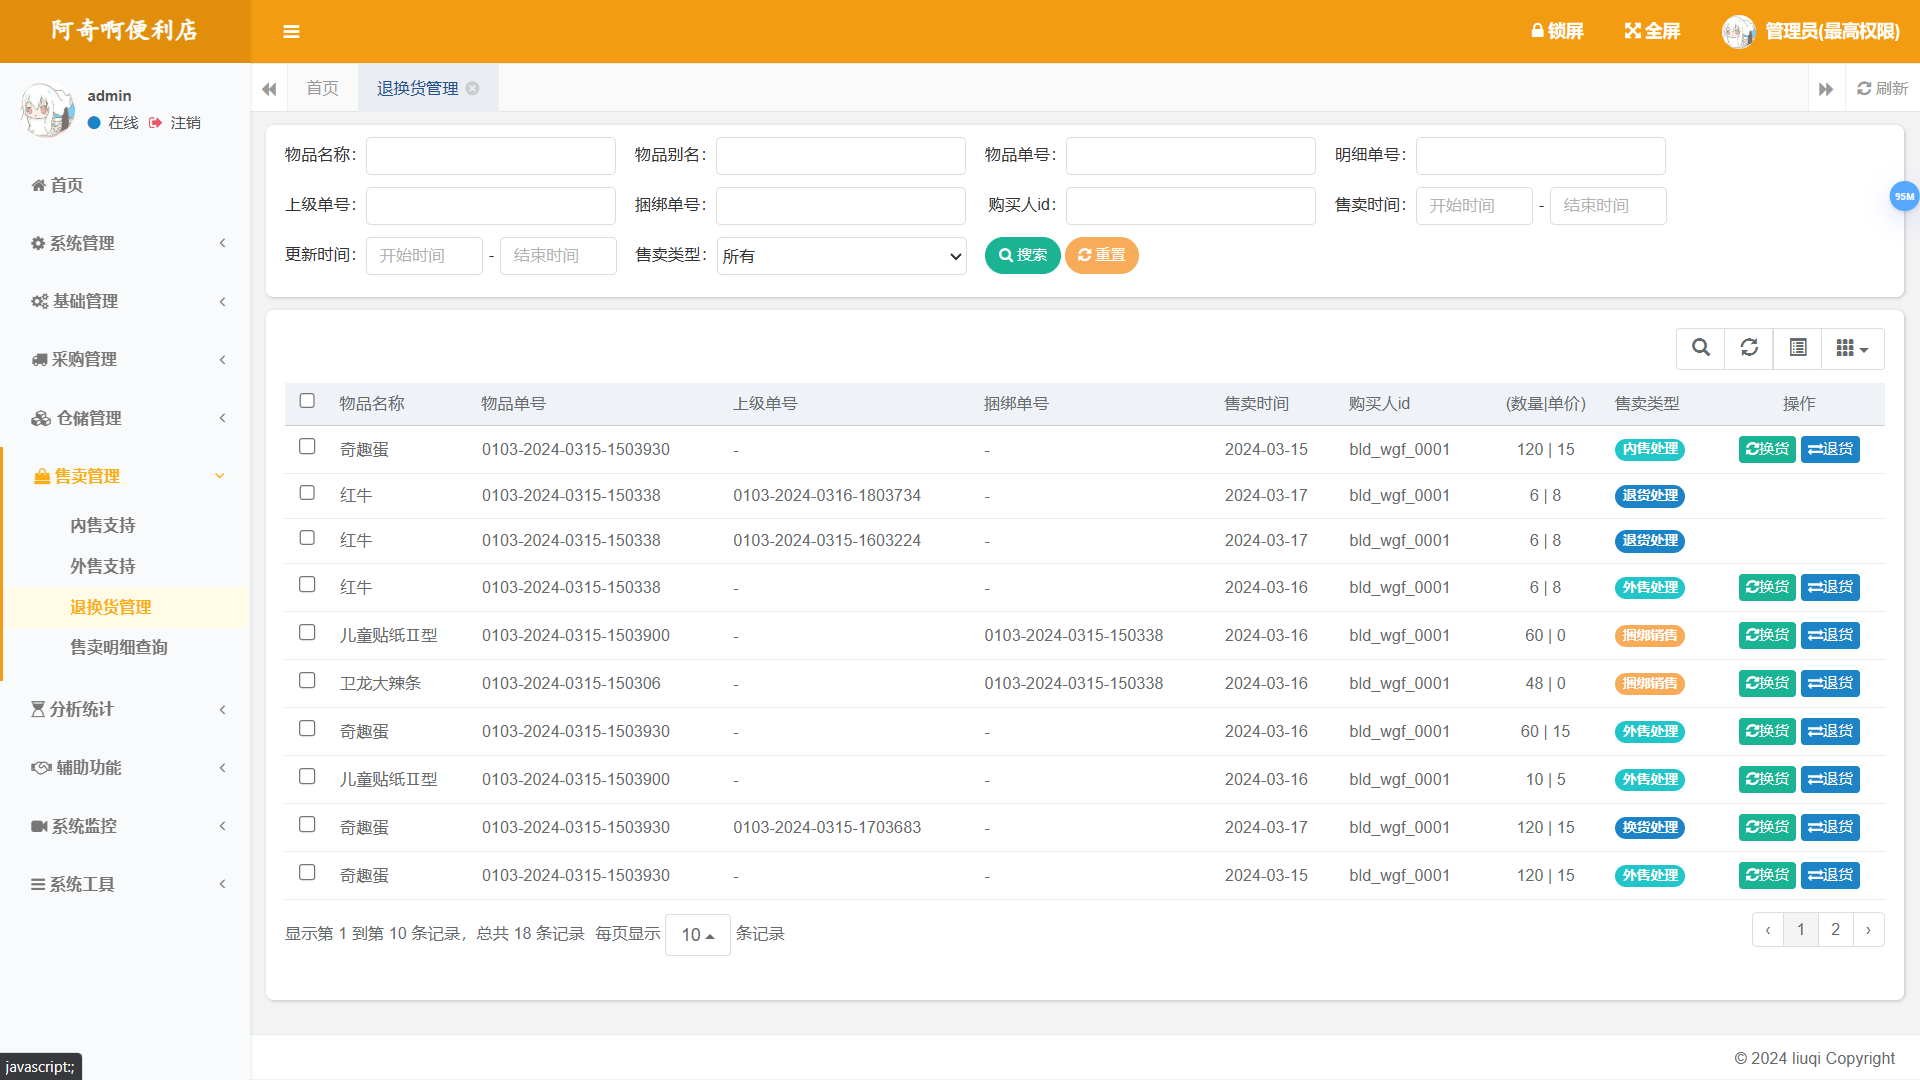 阿奇啊便利店
锁屏 全屏 管理员(最高权限)
admin
在线 注销
首页 退换货管理 刷新
首页
系统管理
基础管理
采购管理
仓储管理
售卖管理
内售支持
外售支持
退换货管理
售卖明细查询
分析统计
辅助功能
系统监控
系统工具
物品名称： 物品别名： 物品单号： 明细单号：
上级单号： 捆绑单号： 购买人id： 售卖时间： 开始时间 - 结束时间
更新时间： 开始时间 - 结束时间 售卖类型： 所有 搜索 重置
95M
物品名称 物品单号 上级单号 捆绑单号 售卖时间 购买人id (数量|单价) 售卖类型 操作
奇趣蛋 0103-2024-0315-1503930 - - 2024-03-15 bld_wgf_0001 120 | 15 内售处理 换货 退货
红牛 0103-2024-0315-150338 0103-2024-0316-1803734 - 2024-03-17 bld_wgf_0001 6 | 8 退货处理
红牛 0103-2024-0315-150338 0103-2024-0315-1603224 - 2024-03-17 bld_wgf_0001 6 | 8 退货处理
红牛 0103-2024-0315-150338 - - 2024-03-16 bld_wgf_0001 6 | 8 外售处理 换货 退货
儿童贴纸Ⅱ型 0103-2024-0315-1503900 - 0103-2024-0315-150338 2024-03-16 bld_wgf_0001 60 | 0 捆绑销售 换货 退货
卫龙大辣条 0103-2024-0315-150306 - 0103-2024-0315-150338 2024-03-16 bld_wgf_0001 48 | 0 捆绑销售 换货 退货
奇趣蛋 0103-2024-0315-1503930 - - 2024-03-16 bld_wgf_0001 60 | 15 外售处理 换货 退货
儿童贴纸Ⅱ型 0103-2024-0315-1503900 - - 2024-03-16 bld_wgf_0001 10 | 5 外售处理 换货 退货
奇趣蛋 0103-2024-0315-1503930 0103-2024-0315-1703683 - 2024-03-17 bld_wgf_0001 120 | 15 换货处理 换货 退货
奇趣蛋 0103-2024-0315-1503930 - - 2024-03-15 bld_wgf_0001 120 | 15 外售处理 换货 退货
显示第 1 到第 10 条记录，总共 18 条记录 每页显示 10 条记录 ‹ 1 2 ›
© 2024 liuqi Copyright
javascript:;